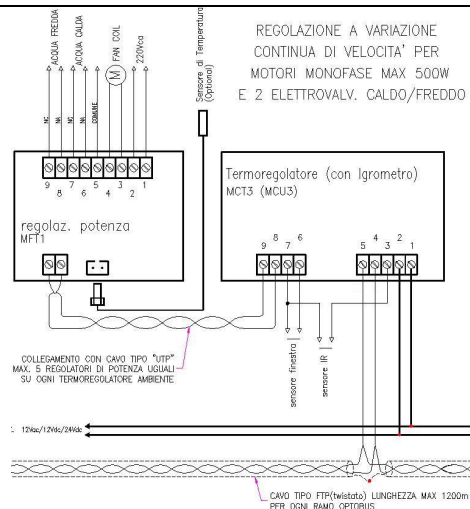 REGOLAZIONE A VARIAZIONE
CONTINUA DI VELOCITA' PER
MOTORI MONOFASE MAX 500W
E 2 ELETTROVALV. CALDO/FREDDO
ACQUA FREDDA
ACQUA CALDA
FAN COIL
M
220Vca
Sensore di Temperatura
(Optional)
NC
NA
NC
NA
COMUNE
9 8 7 6 5 4 3 2 1
regolaz. potenza
MFT1
Termoregolatore (con Igrometro)
MCT3 (MCU3)
9 8 7 6 5 4 3 2 1
sensore finestra
sensore IR
COLLEGAMENTO CON CAVO TIPO "UTP"
MAX. 5 REGOLATORI DI POTENZA UGUALI
SU OGNI TERMOREGOLATORE AMBIENTE
12Vac/12Vdc/24Vdc
CAVO TIPO FTP(twistato) LUNGHEZZA MAX 1200m
PER OGNI RAMO OPTOBUS